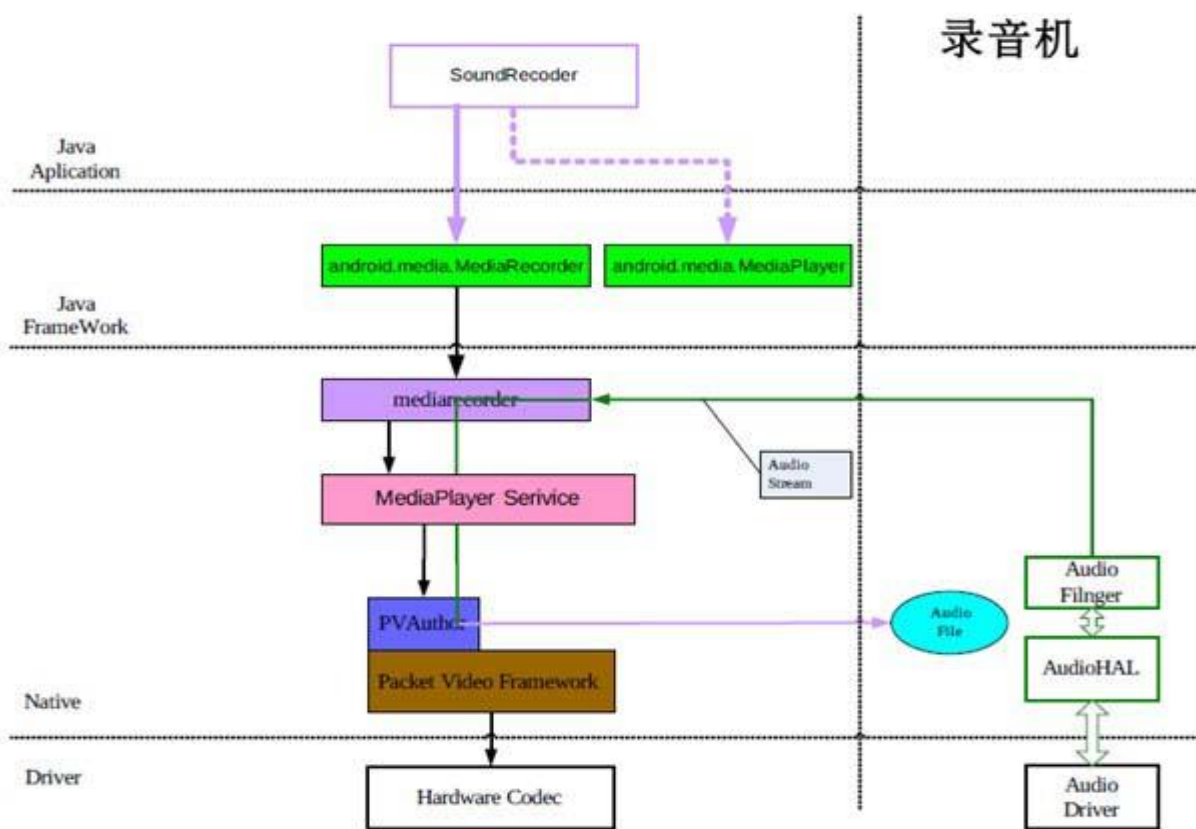 录音机
SoundRecoder
Java
Aplication
android.media.MediaRecorder
android.media.MediaPlayer
Java
FrameWork
mediarecorder
Audio
Stream
MediaPlayer Serivice
Audio
Filnger
PVAuthor
Audio
File
AudioHAL
Packet Video Framework
Native
Driver
Hardware Codec
Audio
Driver